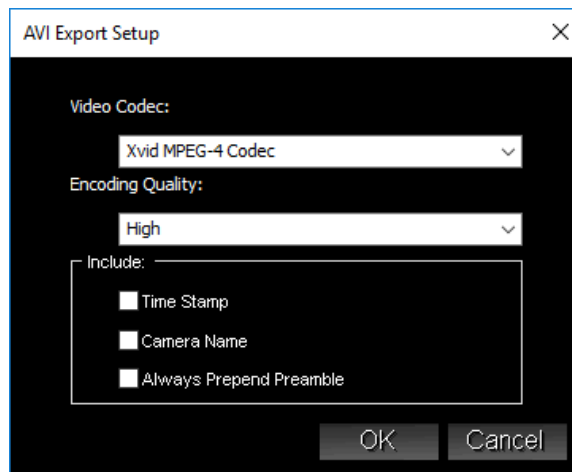 AVI Export Setup
Video Codec:
Xvid MPEG-4 Codec
Encoding Quality:
High
Include:
Time Stamp
Camera Name
Always Prepend Preamble
OK Cancel